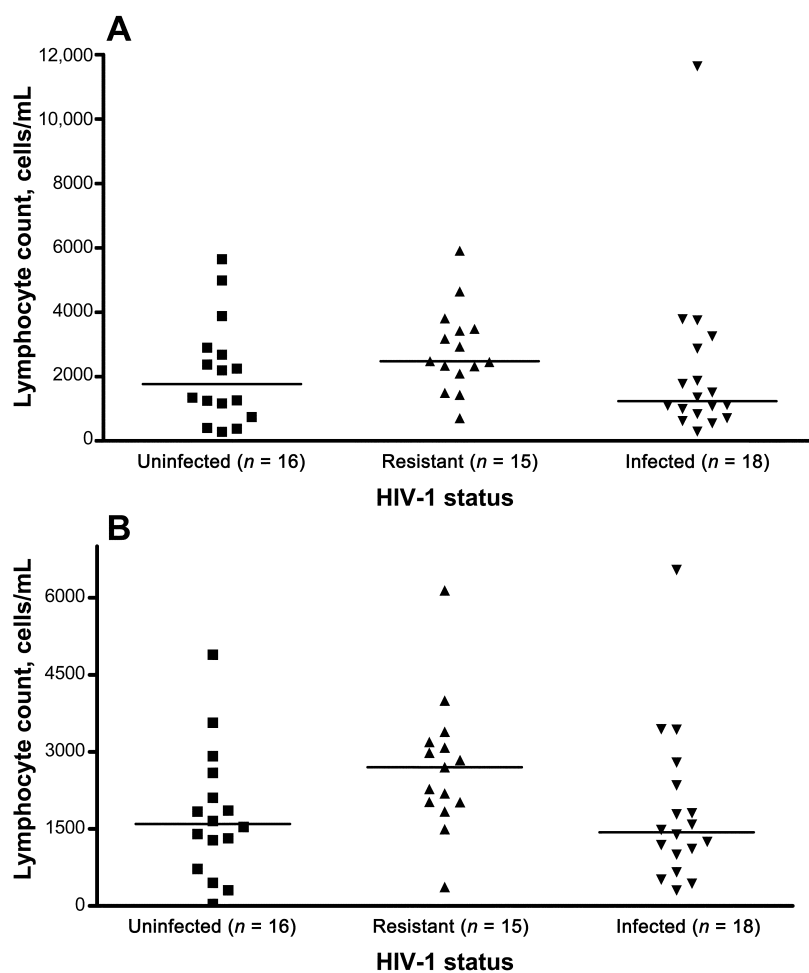 A
Lymphocyte count, cells/mL
12,000
10,000
8000
6000
4000
2000
0
Uninfected (n = 16)
Resistant (n = 15)
Infected (n = 18)
HIV-1 status
B
Lymphocyte count, cells/mL
6000
4500
3000
1500
0
Uninfected (n = 16)
Resistant (n = 15)
Infected (n = 18)
HIV-1 status